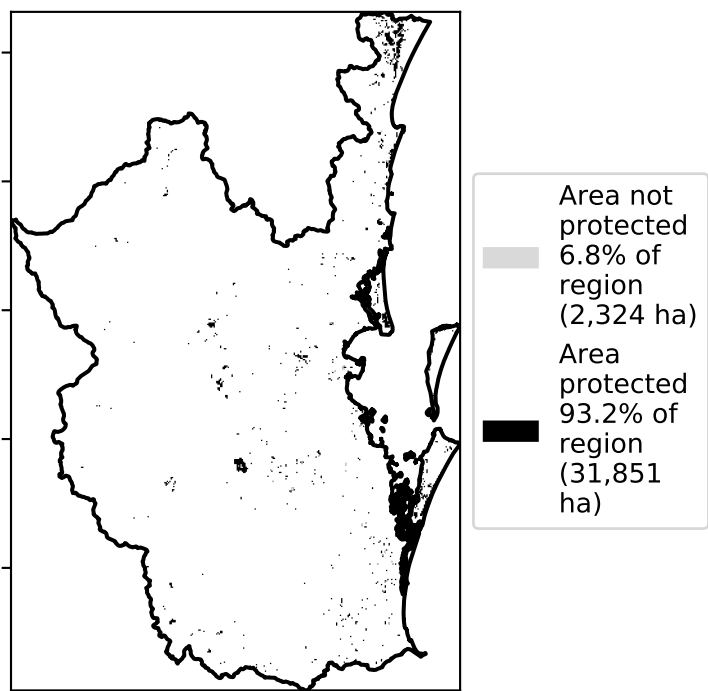 Area not
protected
6.8% of
region
(2,324 ha)
Area
protected
93.2% of
region
(31,851
ha)